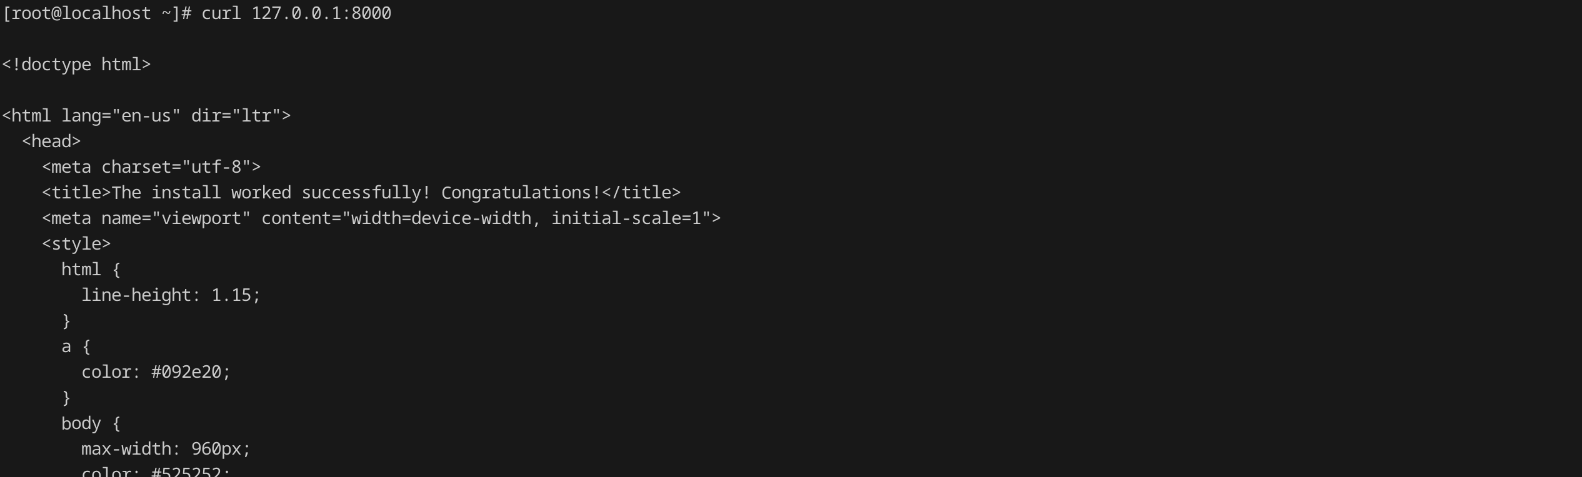 [root@localhost ~]# curl 127.0.0.1:8000
<!doctype html>
<html lang="en-us" dir="ltr">
  <head>
    <meta charset="utf-8">
    <title>The install worked successfully! Congratulations!</title>
    <meta name="viewport" content="width=device-width, initial-scale=1">
    <style>
      html {
        line-height: 1.15;
      }
      a {
        color: #092e20;
      }
      body {
        max-width: 960px;
        color: #525252;